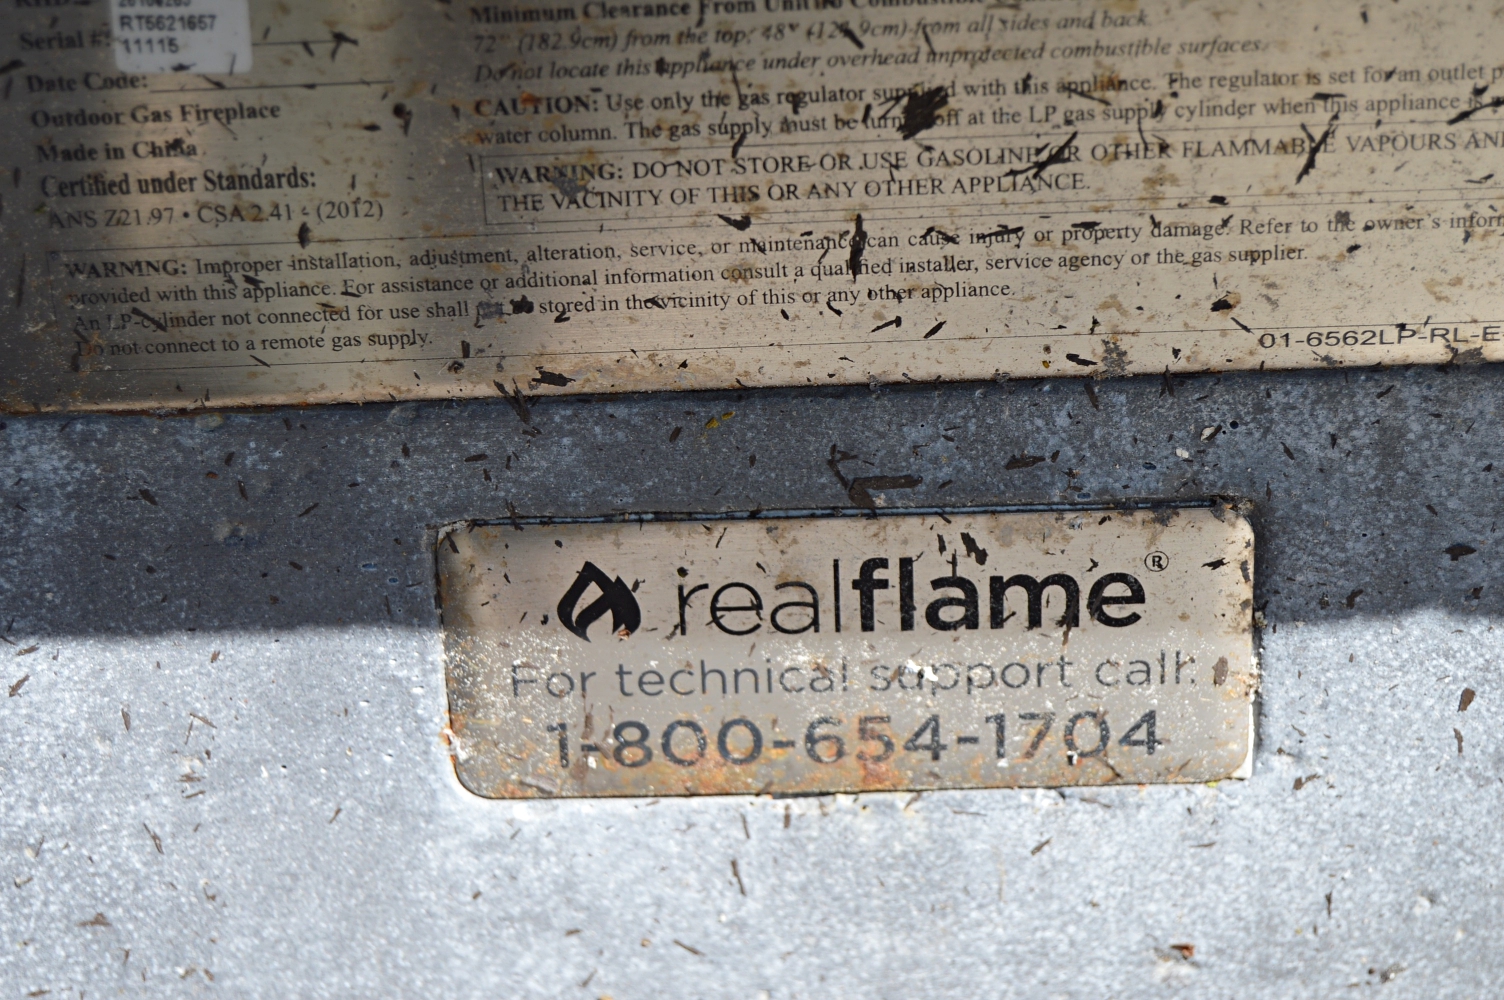 RT5621657
Serial #:
11115
Date Code:
Outdoor Gas Fireplace
Made in China
Certified under Standards:
ANS Z21.97 • CSA 2.41 - (2012)
Minimum Clearance From Unit to
72" (182.9cm) from the top; 48" (121.9cm) from all sides and back.
Do not locate this appliance under overhead unprotected combustible surfaces.
CAUTION: Use only the gas regulator supplied with this appliance. The regulator is set for an outlet
water column. The gas supply must be turned off at the LP gas supply cylinder when this appliance is
WARNING: DO NOT STORE OR USE GASOLINE OR OTHER FLAMMABLE VAPOURS AN
THE VACINITY OF THIS OR ANY OTHER APPLIANCE.
WARNING: Improper installation, adjustment, alteration, service, or maintenance can cause injury or property damage. Refer to the owner's inform
provided with this appliance. For assistance or additional information consult a qualified installer, service agency or the gas supplier.
An LP-cylinder not connected for use shall not be stored in the vicinity of this or any other appliance.
Do not connect to a remote gas supply.
01-6562LP-RL-E
realflame®
For technical support call:
1-800-654-1704